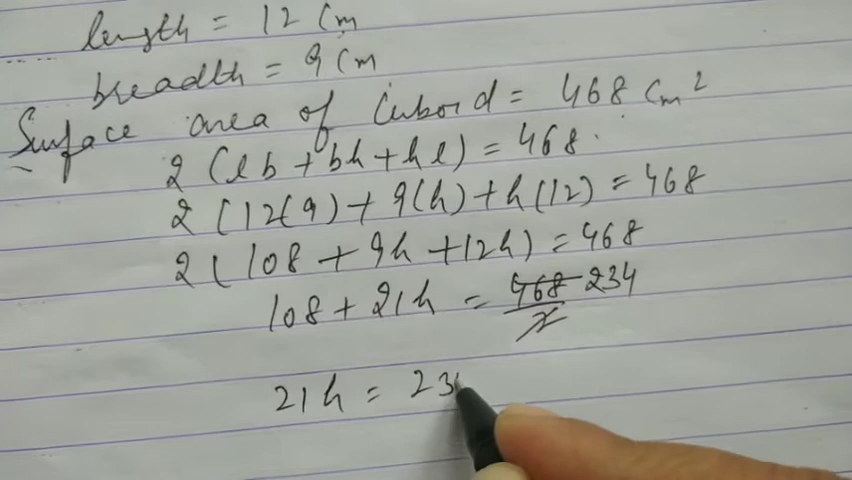 length = 12 cm
breadth = 9 cm
Surface area of Cuboid = 468 cm²
2 (lb + bh + hl) = 468.
2 (12(9) + 9(h) + h(12) = 468
2 (108 + 9h + 12h) = 468
108 + 21h = 468/2 234
21h = 23